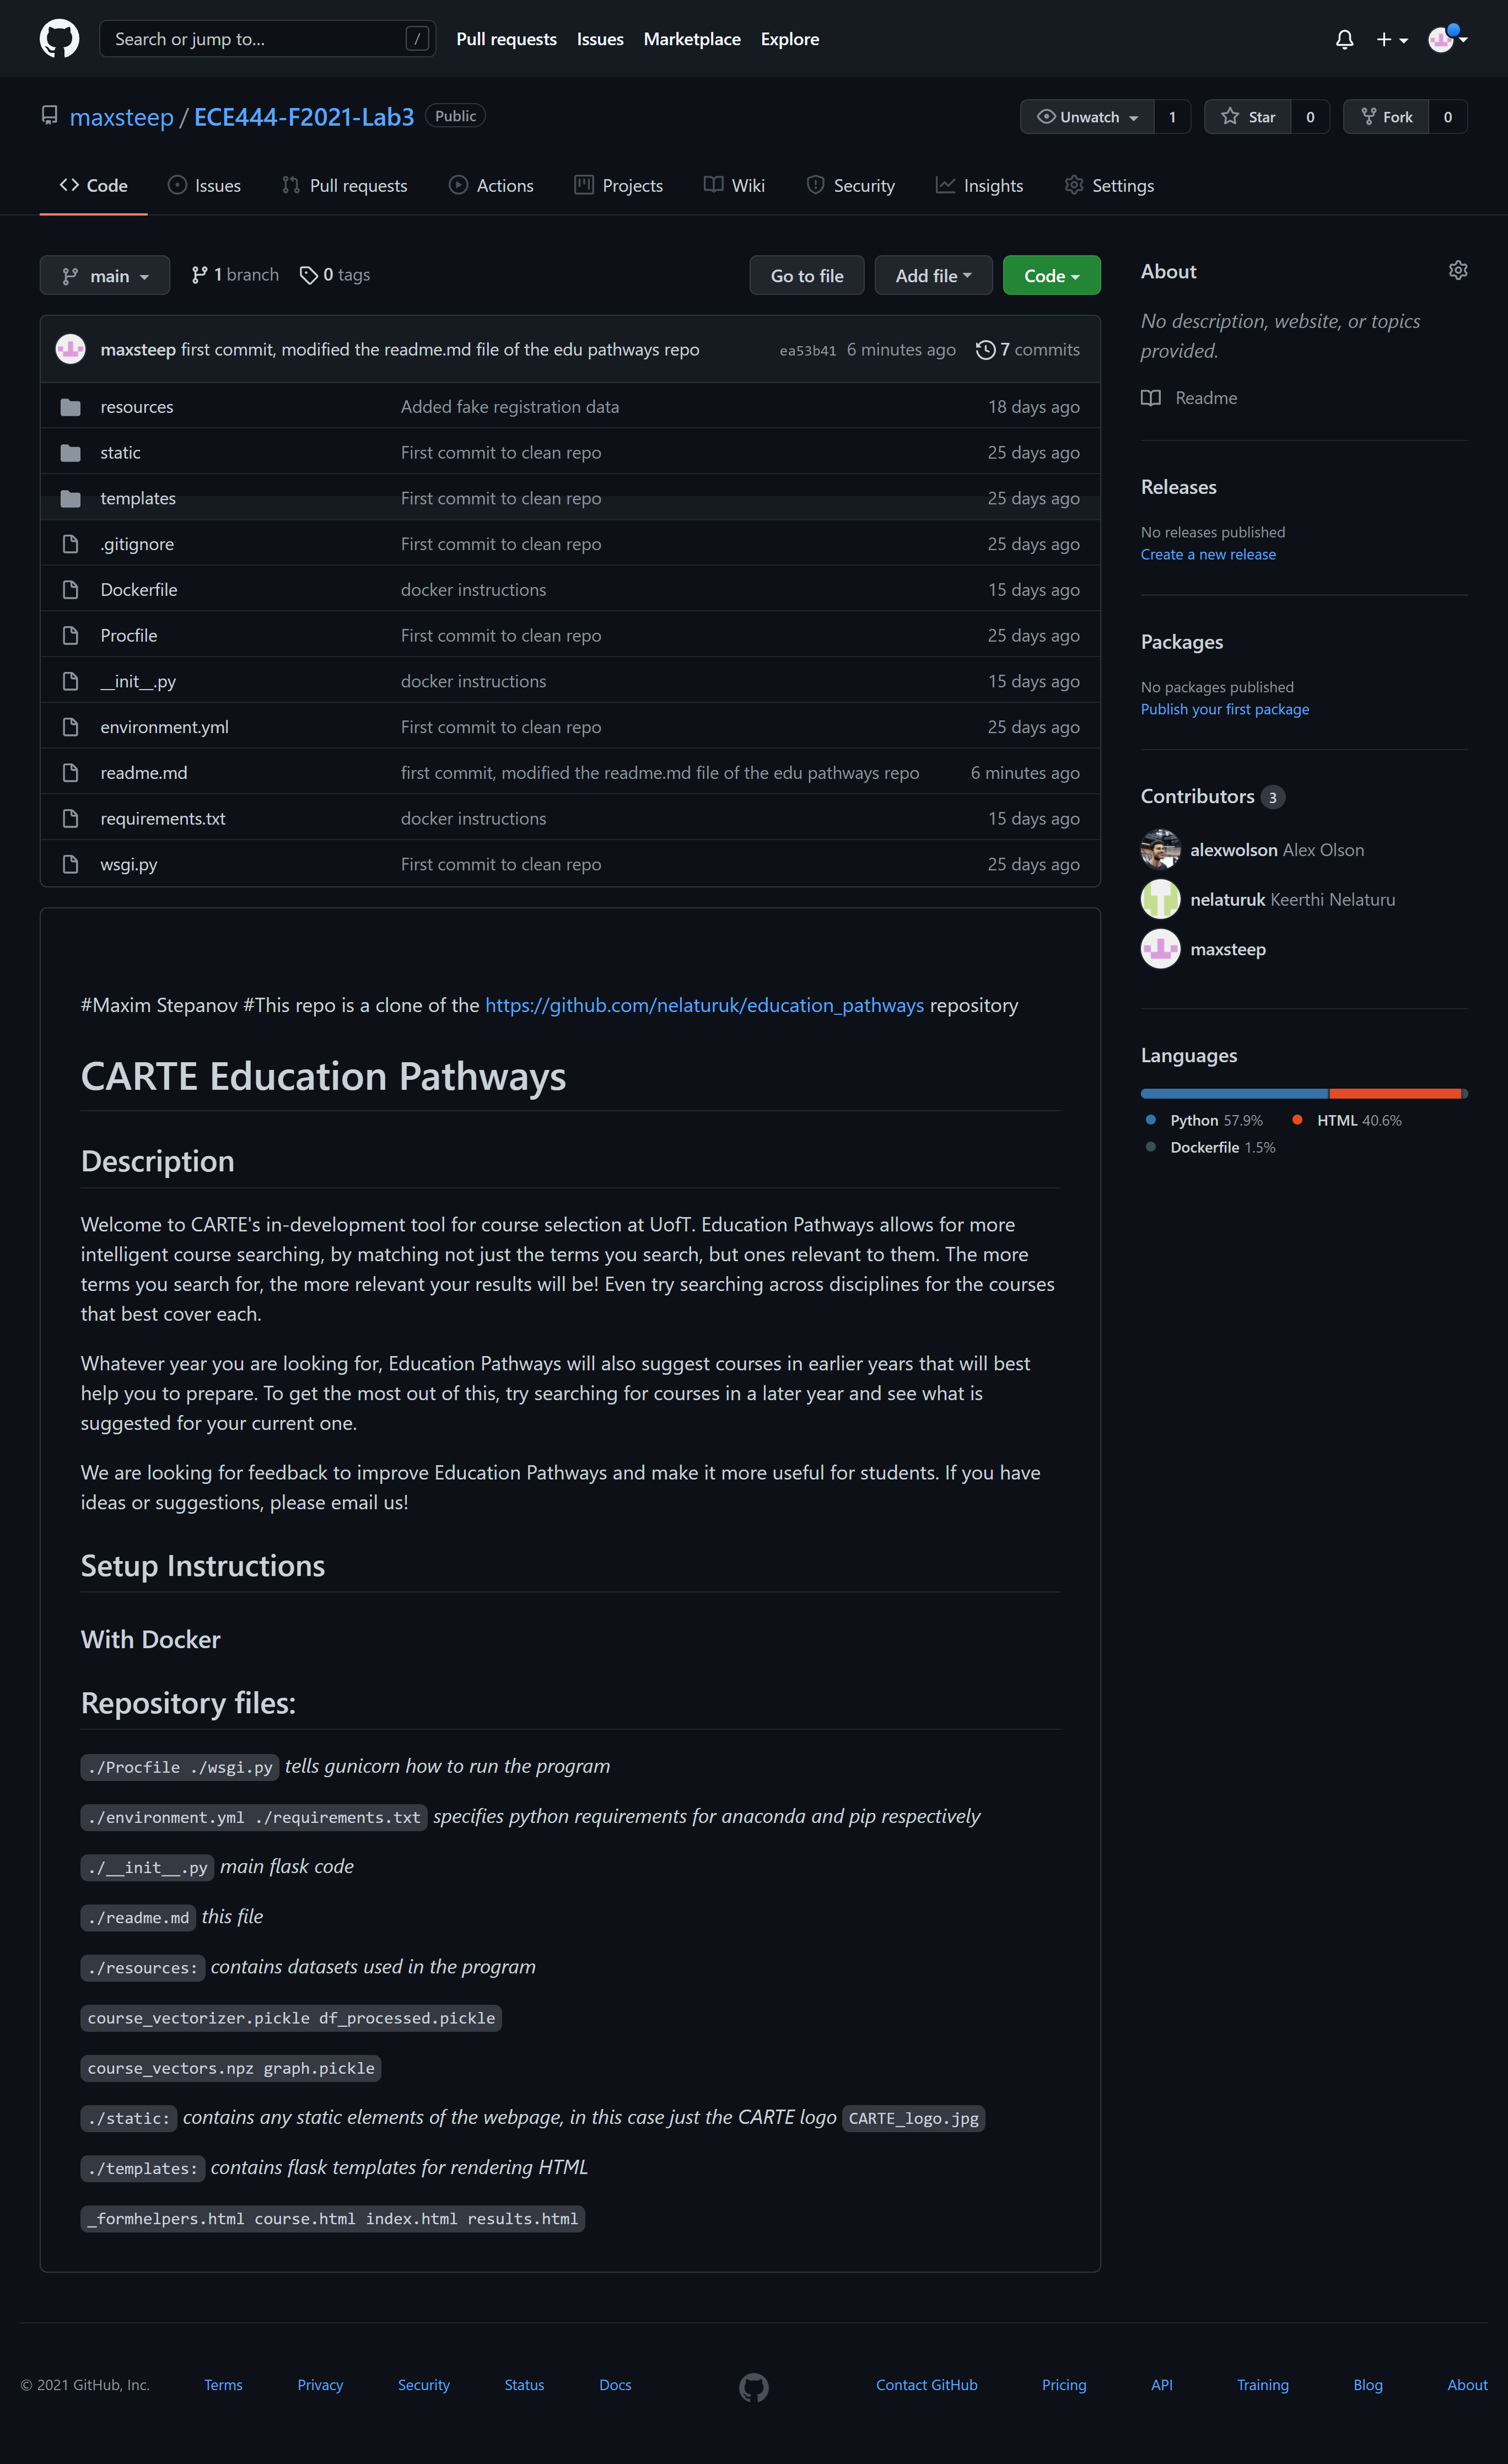 Search or jump to... /
Pull requests Issues Marketplace Explore
maxsteep / ECE444-F2021-Lab3 Public
Unwatch 1 Star 0 Fork 0
Code Issues Pull requests Actions Projects Wiki Security Insights Settings
main 1 branch 0 tags
Go to file Add file Code
maxsteep first commit, modified the readme.md file of the edu pathways repo ea53b41 6 minutes ago 7 commits
resources Added fake registration data 18 days ago
static First commit to clean repo 25 days ago
templates First commit to clean repo 25 days ago
.gitignore First commit to clean repo 25 days ago
Dockerfile docker instructions 15 days ago
Procfile First commit to clean repo 25 days ago
__init__.py docker instructions 15 days ago
environment.yml First commit to clean repo 25 days ago
readme.md first commit, modified the readme.md file of the edu pathways repo 6 minutes ago
requirements.txt docker instructions 15 days ago
wsgi.py First commit to clean repo 25 days ago
#Maxim Stepanov #This repo is a clone of the https://github.com/nelaturuk/education_pathways repository
CARTE Education Pathways
Description
Welcome to CARTE's in-development tool for course selection at UofT. Education Pathways allows for more
intelligent course searching, by matching not just the terms you search, but ones relevant to them. The more
terms you search for, the more relevant your results will be! Even try searching across disciplines for the courses
that best cover each.
Whatever year you are looking for, Education Pathways will also suggest courses in earlier years that will best
help you to prepare. To get the most out of this, try searching for courses in a later year and see what is
suggested for your current one.
We are looking for feedback to improve Education Pathways and make it more useful for students. If you have
ideas or suggestions, please email us!
Setup Instructions
With Docker
Repository files:
./Procfile ./wsgi.py tells gunicorn how to run the program
./environment.yml ./requirements.txt specifies python requirements for anaconda and pip respectively
./__init__.py main flask code
./readme.md this file
./resources: contains datasets used in the program
course_vectorizer.pickle df_processed.pickle
course_vectors.npz graph.pickle
./static: contains any static elements of the webpage, in this case just the CARTE logo CARTE_logo.jpg
./templates: contains flask templates for rendering HTML
_formhelpers.html course.html index.html results.html
About
No description, website, or topics
provided.
Readme
Releases
No releases published
Create a new release
Packages
No packages published
Publish your first package
Contributors 3
alexwolson Alex Olson
nelaturuk Keerthi Nelaturu
maxsteep
Languages
Python 57.9% HTML 40.6%
Dockerfile 1.5%
© 2021 GitHub, Inc. Terms Privacy Security Status Docs Contact GitHub Pricing API Training Blog About